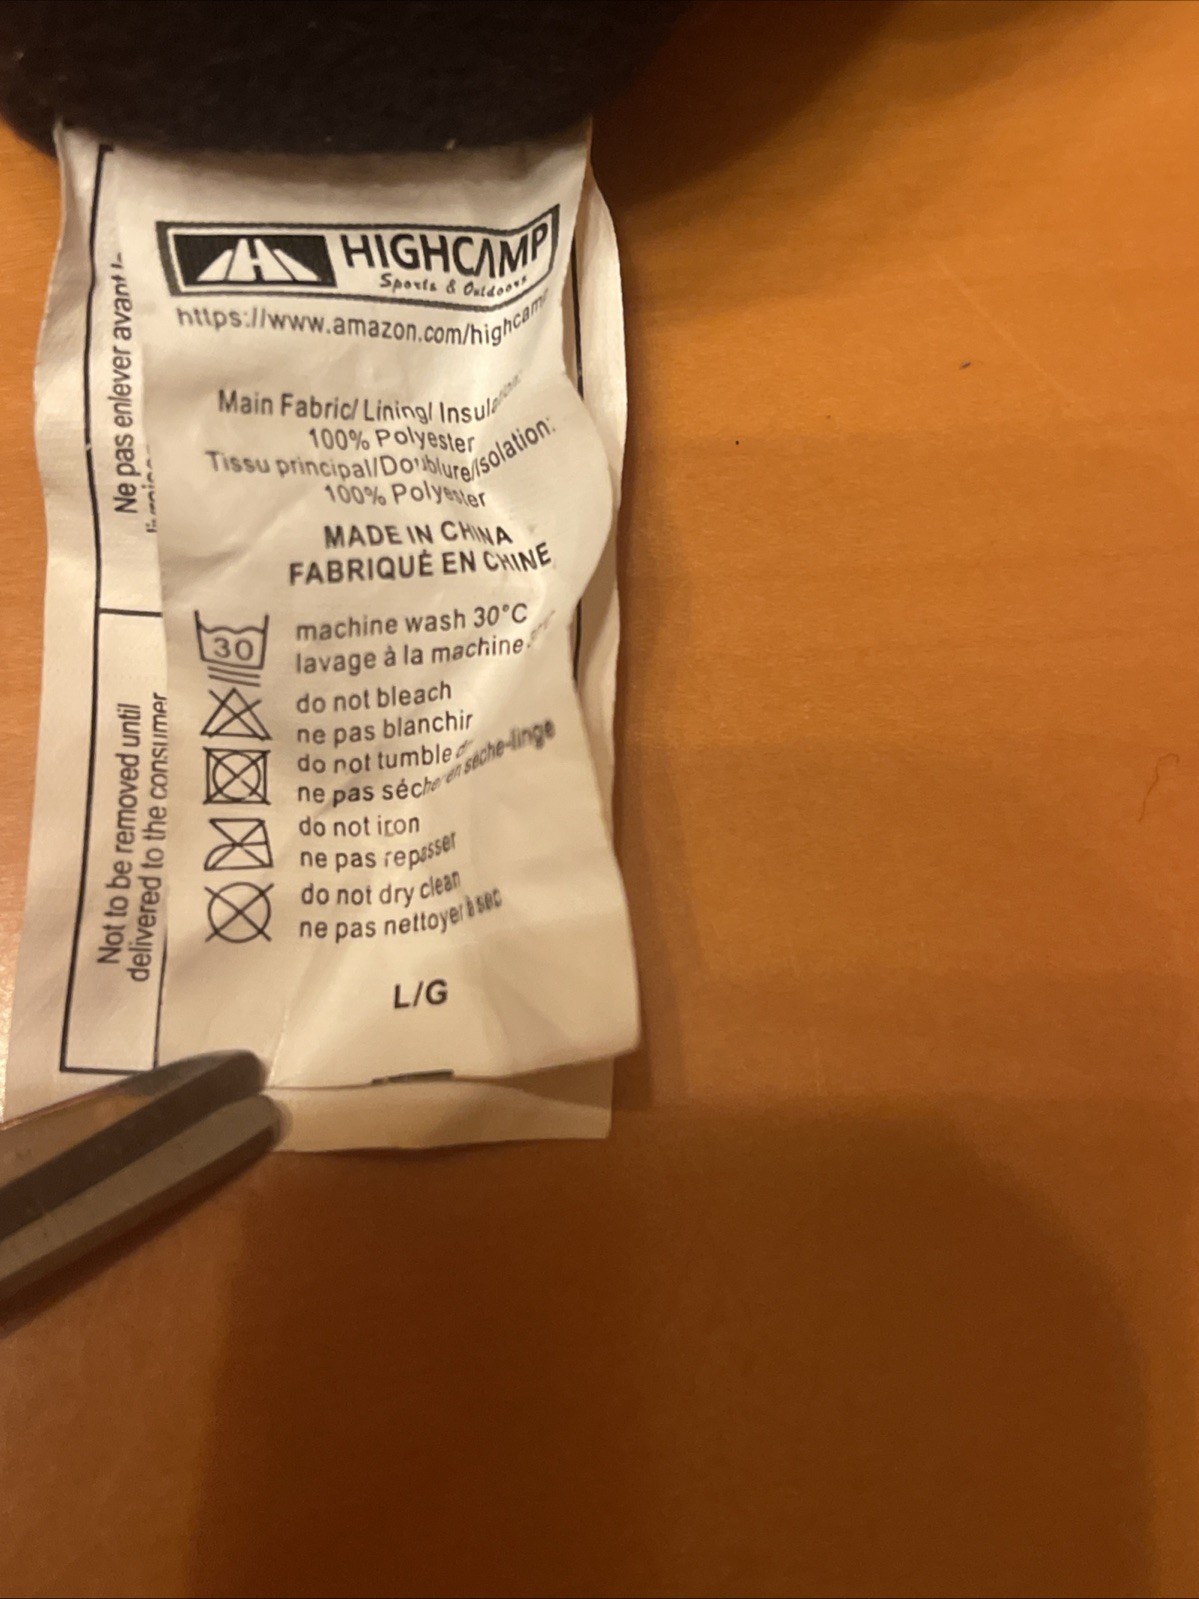 HIGHCAMP
Sports & Outdoors
https://www.amazon.com/highcamp
Main Fabric/ Lining/ Insulation:
100% Polyester
Tissu principal/Doublure/Isolation:
100% Polyester
MADE IN CHINA
FABRIQUÉ EN CHINE
30
machine wash 30°C
lavage à la machine
do not bleach
ne pas blanchir
do not tumble
ne pas sécher en sèche-linge
do not iron
ne pas repasser
do not dry clean
ne pas nettoyer à sec
L/G
Ne pas enlever avant
Not to be removed until
delivered to the consumer